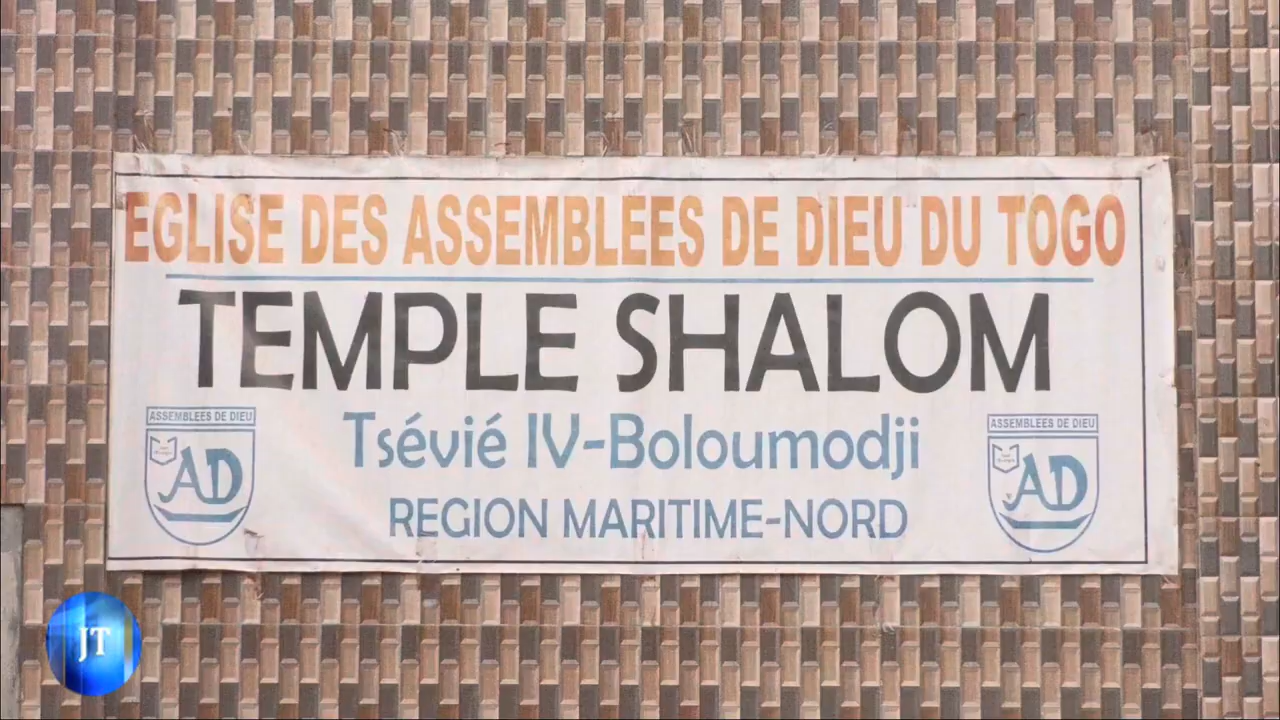 EGLISE DES ASSEMBLEES DE DIEU DU TOGO
TEMPLE SHALOM
Tsévié IV-Boloumodji
REGION MARITIME-NORD
ASSEMBLEES DE DIEU
AD
ASSEMBLEES DE DIEU
AD
JT